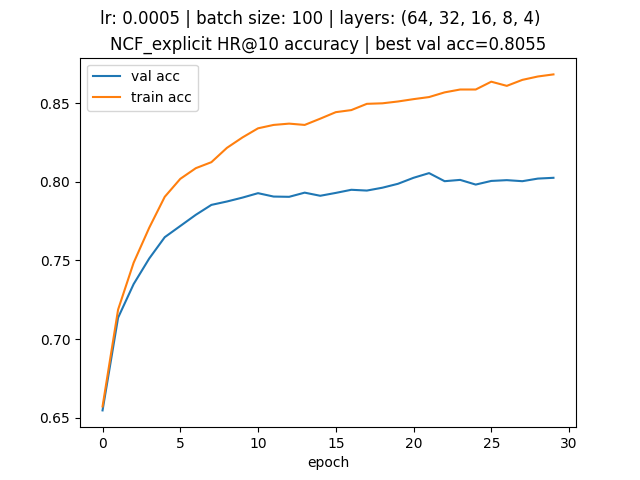 lr: 0.0005 | batch size: 100 | layers: (64, 32, 16, 8, 4)
NCF_explicit HR@10 accuracy | best val acc=0.8055
val acc
train acc
0.85
0.80
0.75
0.70
0.65
0 5 10 15 20 25 30
epoch